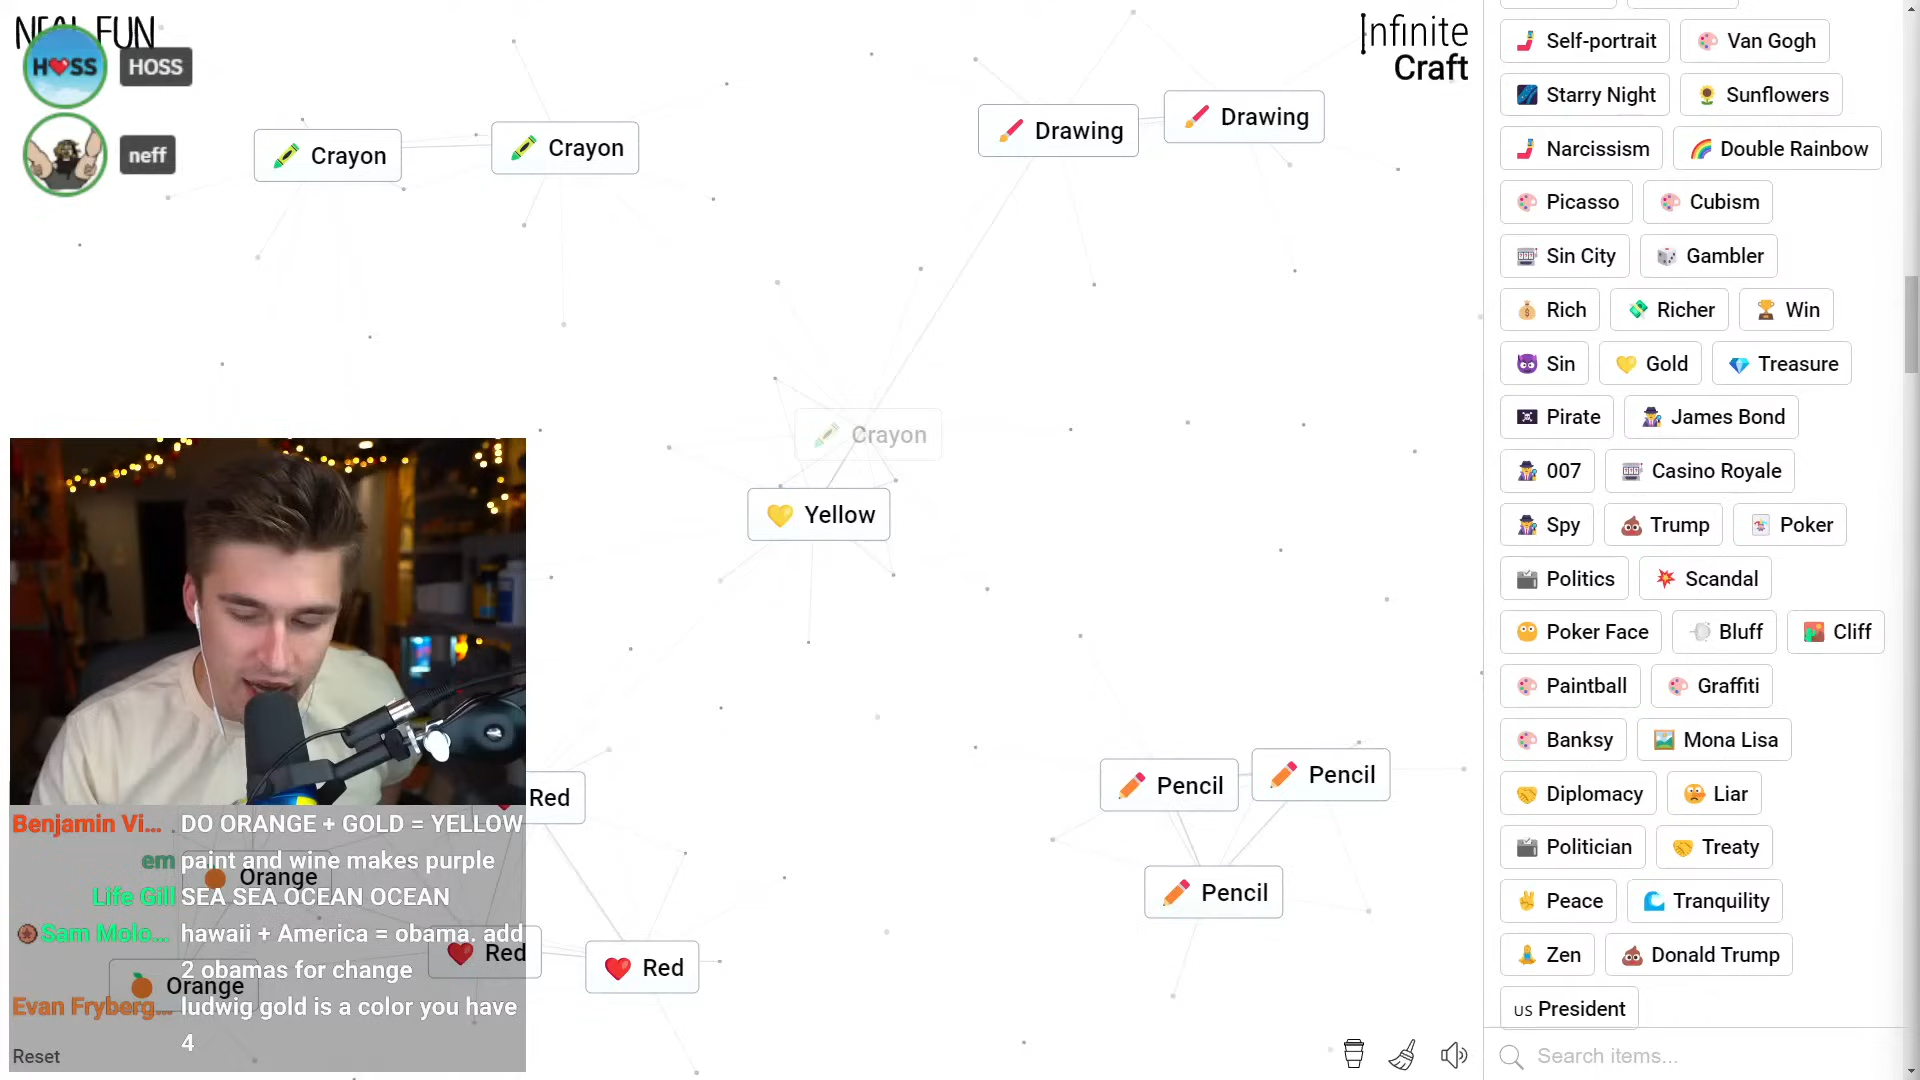 NEAL.FUN
HOSS
HOSS
neff
Crayon
Crayon
Drawing
Drawing
Infinite
Craft
Crayon
Yellow
Red
Orange
Red
Red
Orange
Pencil
Pencil
Pencil
Benjamin Vi... . DO ORANGE + GOLD = YELLOW
em paint and wine makes purple
Life Gill SEA SEA OCEAN OCEAN
Sam Molo... hawaii + America = obama. add
2 obamas for change
Evan Fryberg... ludwig gold is a color you have
4
Reset
Self-portrait Van Gogh
Starry Night Sunflowers
Narcissism Double Rainbow
Picasso Cubism
Sin City Gambler
Rich Richer Win
Sin Gold Treasure
Pirate James Bond
007 Casino Royale
Spy Trump Poker
Politics Scandal
Poker Face Bluff Cliff
Paintball Graffiti
Banksy Mona Lisa
Diplomacy Liar
Politician Treaty
Peace Tranquility
Zen Donald Trump
US President
Search items...